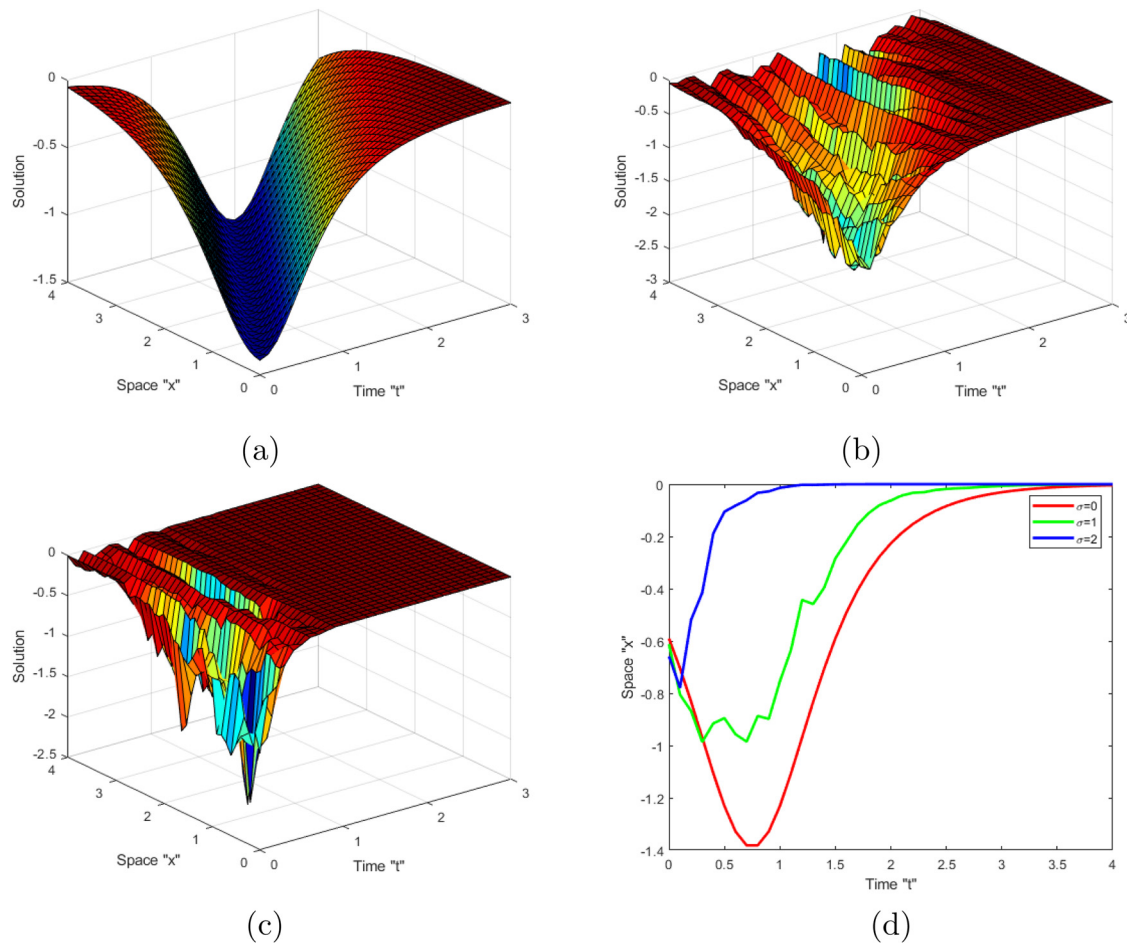 0
-0.5
-1
-1.5
Solution
4
3
2
1
0
Space "x"
0
1
2
3
Time "t"
(a)
0
-0.5
-1
-1.5
-2
-2.5
-3
Solution
4
3
2
1
0
Space "x"
0
1
2
3
Time "t"
(b)
0
-0.5
-1
-1.5
-2
-2.5
Solution
4
3
2
1
0
Space "x"
0
1
2
3
Time "t"
(c)
0
-0.2
-0.4
-0.6
-0.8
-1
-1.2
-1.4
Space "x"
σ=0
σ=1
σ=2
0 0.5 1 1.5 2 2.5 3 3.5 4
Time "t"
(d)